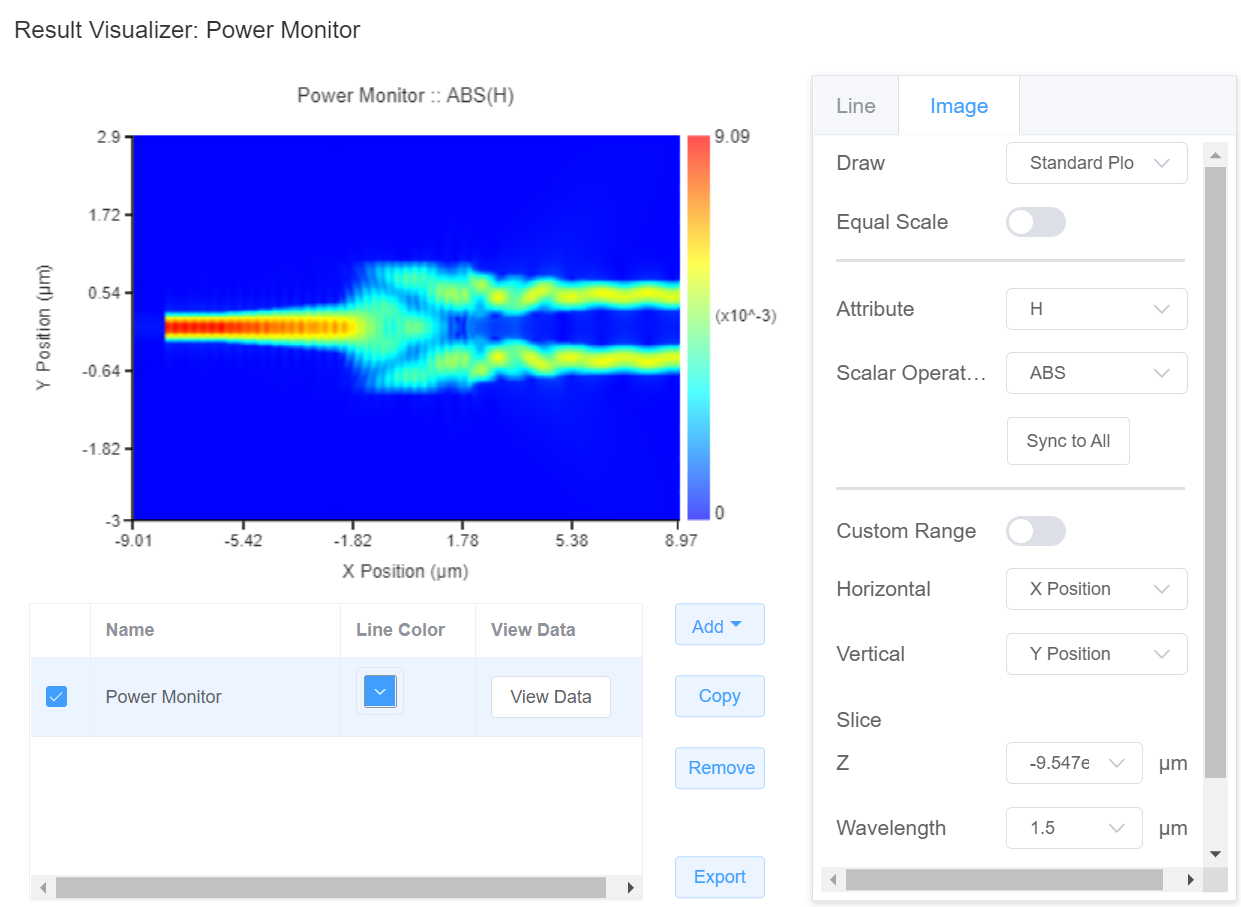 Result Visualizer: Power Monitor
Power Monitor :: ABS(H)
2.9
1.72
0.54
-0.64
-1.82
-3
Y Position (µm)
-9.01
-5.42
-1.82
1.78
5.38
8.97
X Position (µm)
9.09
(x10^-3)
0
Name
Line Color
View Data
Power Monitor
View Data
Add
Copy
Remove
Export
Line
Image
Draw
Standard Plo
Equal Scale
Attribute
H
Scalar Operat…
ABS
Sync to All
Custom Range
Horizontal
X Position
Vertical
Y Position
Slice
Z
-9.547e
µm
Wavelength
1.5
µm